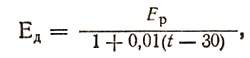 Eд = Eр / (1 + 0,01(t − 30)),